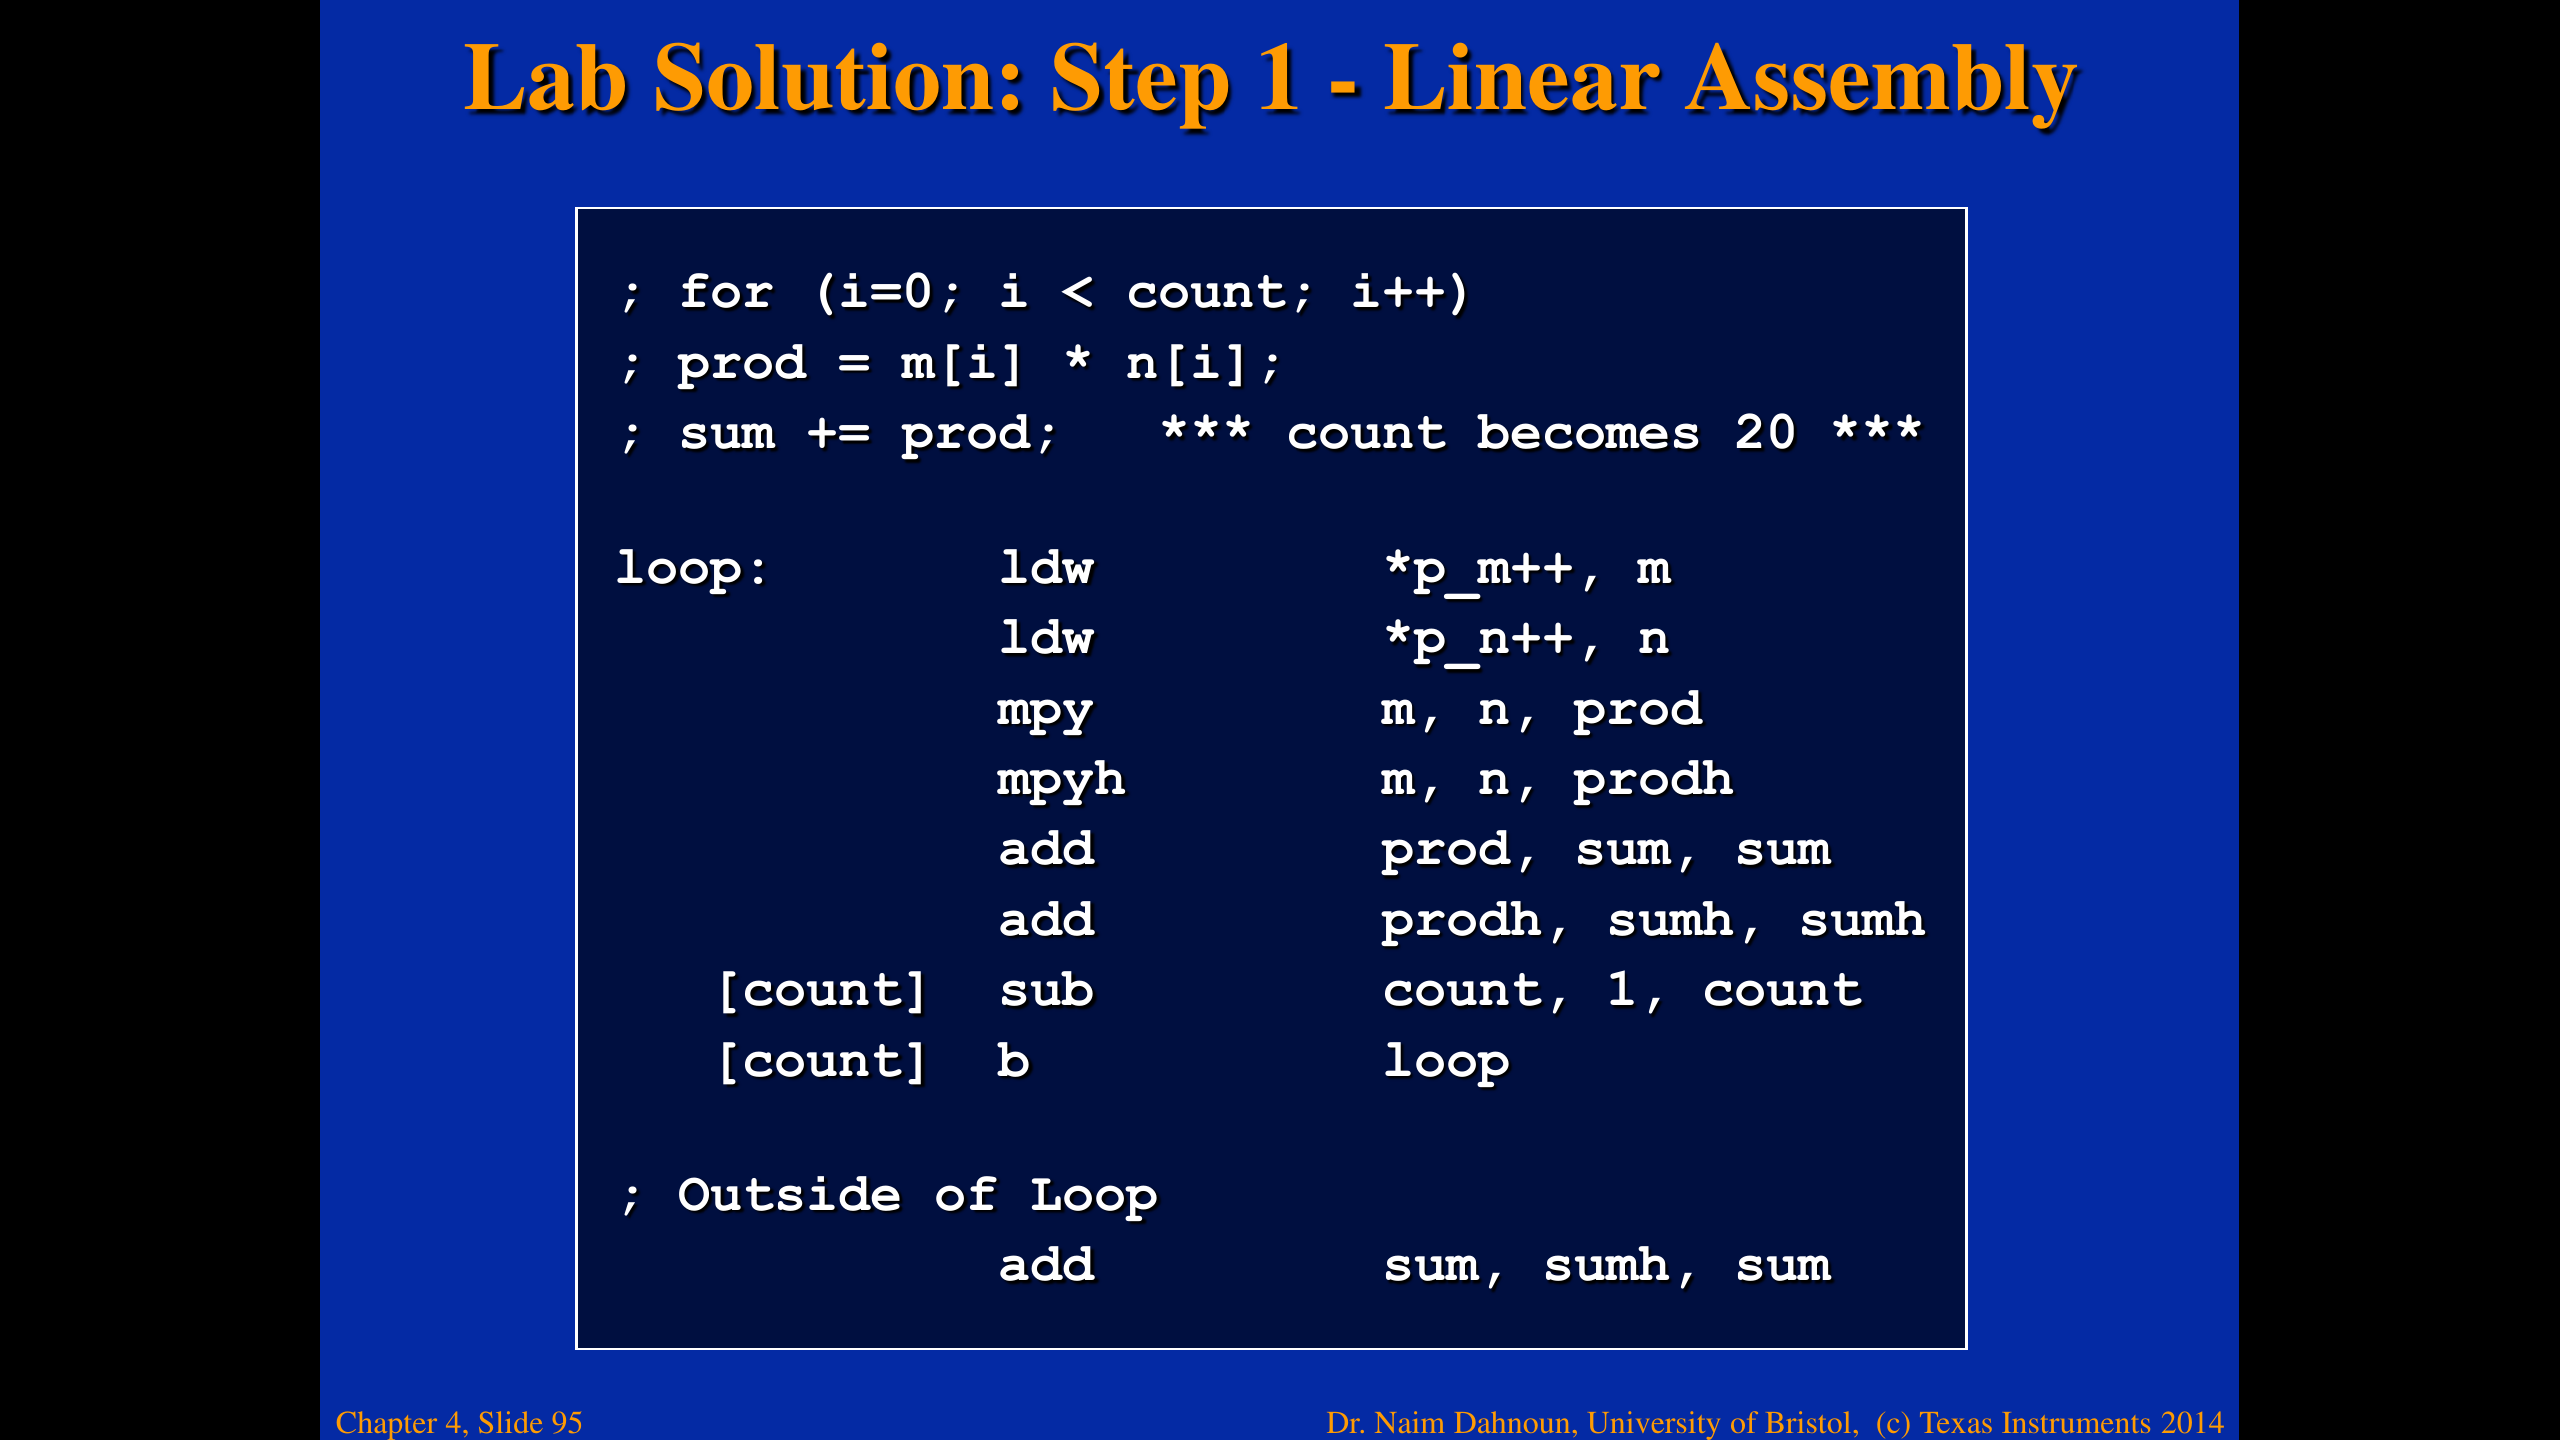 Lab Solution: Step 1 - Linear Assembly
; for (i=0; i < count; i++)
; prod = m[i] * n[i];
; sum += prod;   *** count becomes 20 ***
loop: ldw *p_m++, m
ldw *p_n++, n
mpy m, n, prod
mpyh m, n, prodh
add prod, sum, sum
add prodh, sumh, sumh
[count] sub count, 1, count
[count] b loop
; Outside of Loop
add sum, sumh, sum
Chapter 4, Slide 95
Dr. Naim Dahnoun, University of Bristol,  (c) Texas Instruments 2014